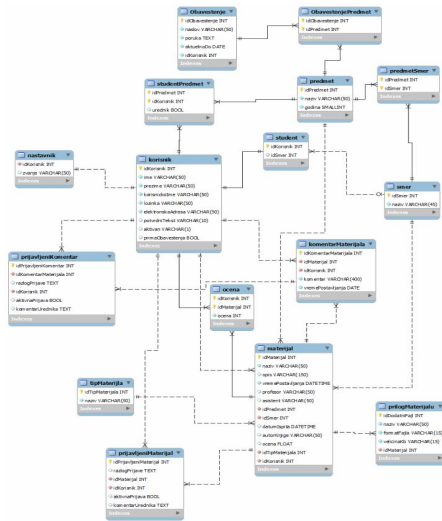 Obavestenje
idObavestenje INT
naslov VARCHAR(50)
poruka TEXT
aktuelnoDo DATE
idKorisnik INT
Indexes
ObavestenjePredmet
idObavestenje INT
idPredmet INT
Indexes
studentPredmet
idPredmet INT
idKorisnik INT
urednik BOOL
Indexes
predmet
idPredmet INT
naziv VARCHAR(50)
godina SMALLINT
Indexes
predmetSmer
idPredmet INT
idSmer INT
Indexes
nastavnik
idKorisnik INT
zvanje VARCHAR(50)
Indexes
korisnik
idKorisnik INT
ime VARCHAR(50)
prezime VARCHAR(50)
korisnickoIme VARCHAR(50)
lozinka VARCHAR(50)
elektronskaAdresa VARCHAR(50)
potvrdniTekst VARCHAR(10)
aktivan VARCHAR(1)
primaObavestenja BOOL
Indexes
student
idKorisnik INT
idSmer INT
Indexes
smer
idSmer INT
naziv VARCHAR(45)
Indexes
prijavljeniKomentar
idPrijavljeniKomentar INT
idKomentarMaterijala INT
razlogPrijave TEXT
idKorisnik INT
aktivnaPrijava BOOL
komentarUrednika TEXT
Indexes
komentarMaterijala
idKomentarMaterijala INT
idMaterijal INT
idKorisnik INT
komentar VARCHAR(400)
vremePostavljanja DATE
Indexes
ocena
idKorisnik INT
idMaterijal INT
ocena INT
Indexes
materijal
idMaterijal INT
naziv VARCHAR(50)
opis VARCHAR(150)
vremePostavljanja DATETIME
profesor VARCHAR(50)
asistent VARCHAR(50)
idPredmet INT
idSmer INT
datumIspita DATETIME
autorKnjige VARCHAR(50)
ocena FLOAT
idTipMaterijala INT
idKorisnik INT
Indexes
tipMaterijla
idTipMaterijala INT
naziv VARCHAR(50)
Indexes
prilogMaterijalu
idDodatniFajl INT
naziv VARCHAR(50)
formatFajla VARCHAR(15)
VARCHAR(15)
idMaterijal INT
Indexes
prijavljeniMaterijal
idPrijavljeniMaterijal INT
razlogPrijave TEXT
idMaterijal INT
idKorisnik INT
aktivnaPrijava BOOL
komentarUrednika TEXT
Indexes